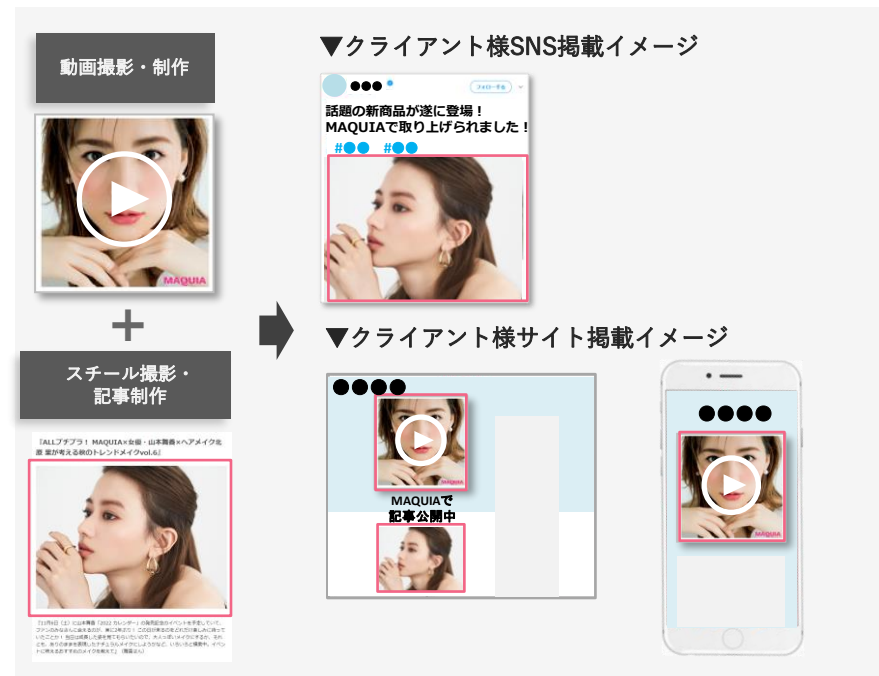 動画撮影・制作
MAQUIA
スチール撮影・
記事制作
『ALLプチプラ！ MAQUIA×女優・山本舞香×ヘアメイク北
原 果が考える秋のトレンドメイクvol.6』
▼クライアント様SNS掲載イメージ
●●●
フォローする
話題の新商品が遂に登場！
MAQUIAで取り上げられました！
#●● #●●
▼クライアント様サイト掲載イメージ
●●●●
MAQUIA
MAQUIAで
記事公開中
●●●●
MAQUIA